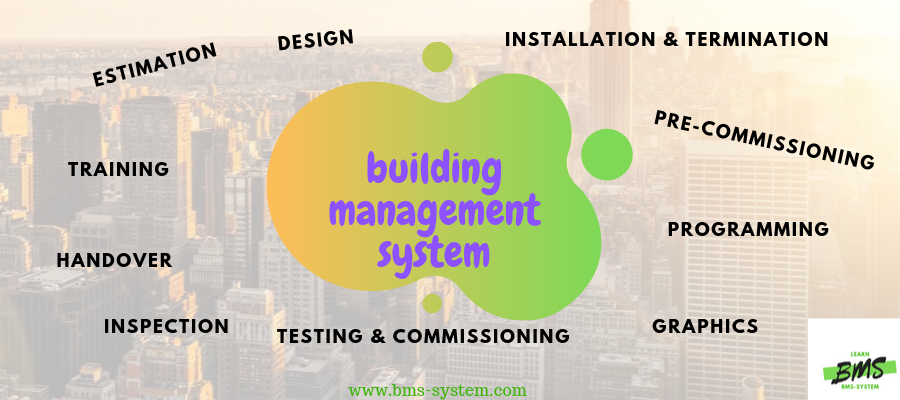 DESIGN
INSTALLATION & TERMINATION
ESTIMATION
PRE-COMMISSIONING
TRAINING
building
management
system
PROGRAMMING
HANDOVER
INSPECTION
TESTING & COMMISSIONING
GRAPHICS
LEARN
BMS
BMS-SYSTEM
www.bms-system.com